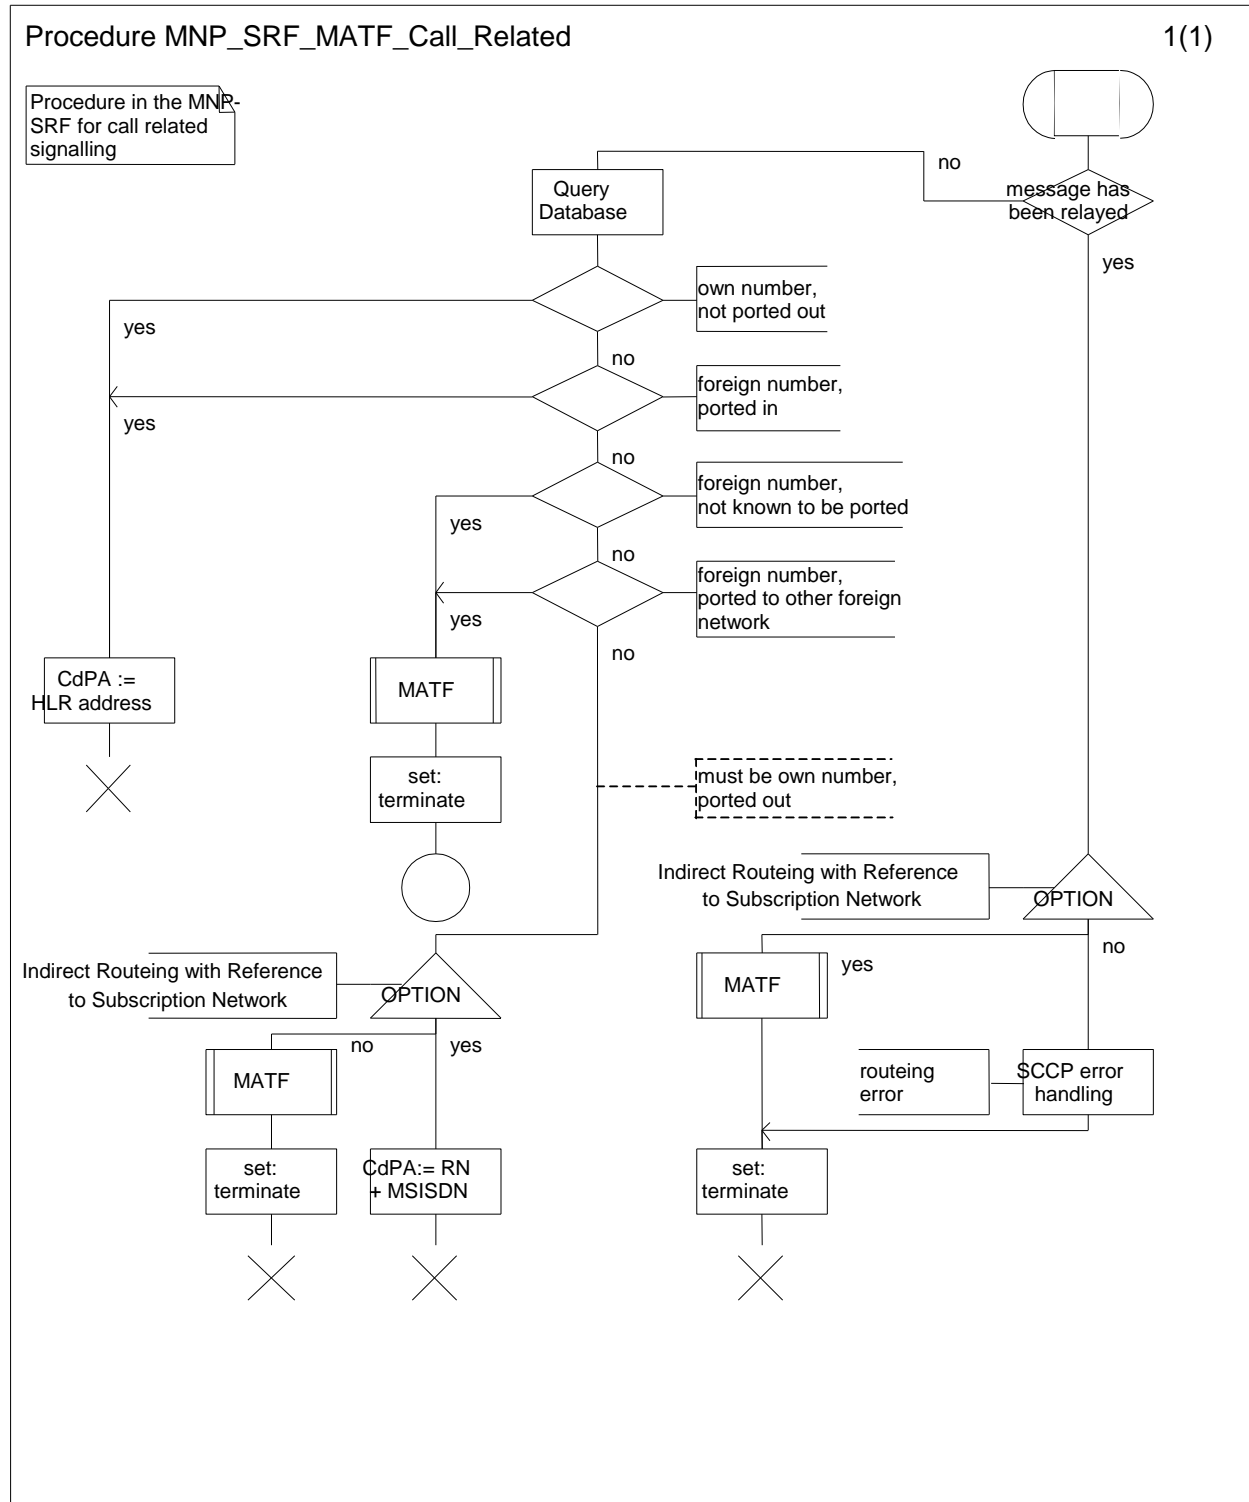 Procedure MNP_SRF_MATF_Call_Related
1(1)
Procedure in the MNP-
SRF for call related
signalling
Query
Database
no
message has
been relayed
yes
own number,
not ported out
yes
no
foreign number,
ported in
yes
no
foreign number,
not known to be ported
yes
no
foreign number,
ported to other foreign
network
yes
no
CdPA :=
HLR address
MATF
set:
terminate
must be own number,
ported out
Indirect Routeing with Reference
to Subscription Network
OPTION
no
yes
MATF
Indirect Routeing with Reference
to Subscription Network
OPTION
no
yes
MATF
routeing
error
SCCP error
handling
set:
terminate
CdPA:= RN
+ MSISDN
set:
terminate